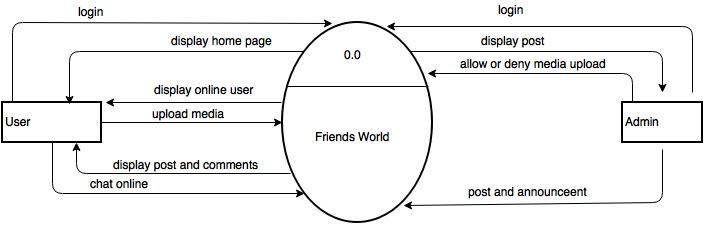 login
login
display home page
0.0
display post
allow or deny media upload
display online user
User
upload media
Admin
Friends World
display post and comments
chat online
post and announceent